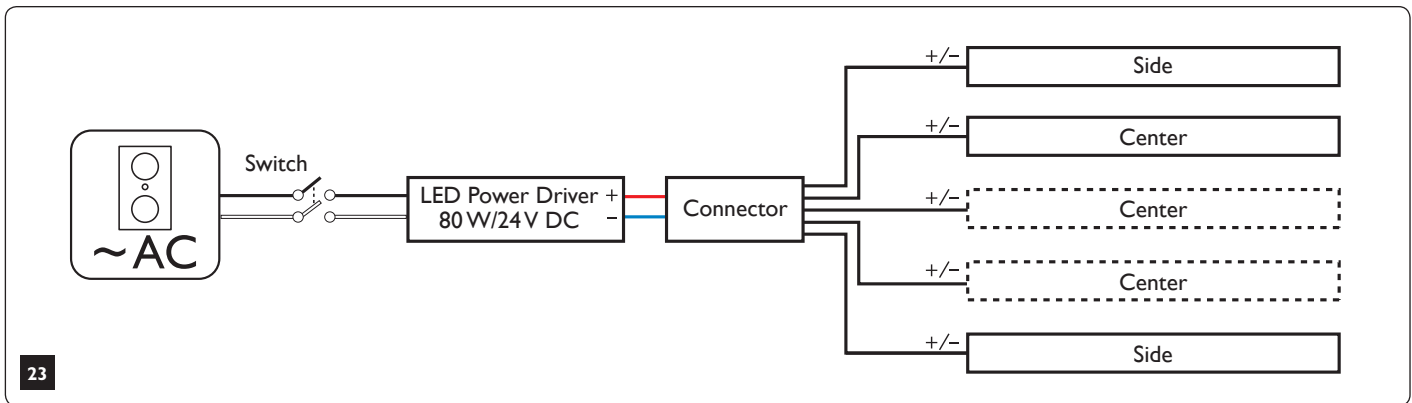 Switch
~AC
LED Power Driver +
80 W/24 V DC −
Connector
+/− Side
+/− Center
+/− Center
+/− Center
+/− Side
23